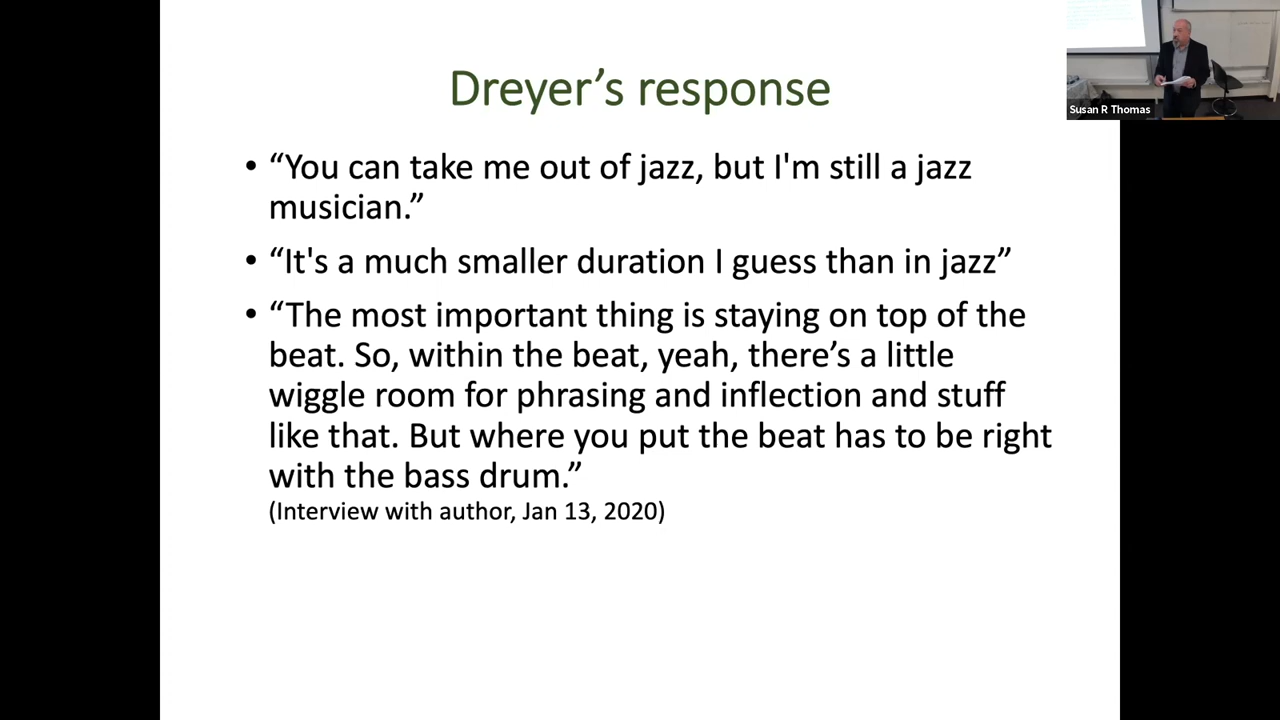 Dreyer’s response
• “You can take me out of jazz, but I'm still a jazz
musician.”
• “It's a much smaller duration I guess than in jazz”
• “The most important thing is staying on top of the
beat. So, within the beat, yeah, there’s a little
wiggle room for phrasing and inflection and stuff
like that. But where you put the beat has to be right
with the bass drum.”
(Interview with author, Jan 13, 2020)
Susan R Thomas